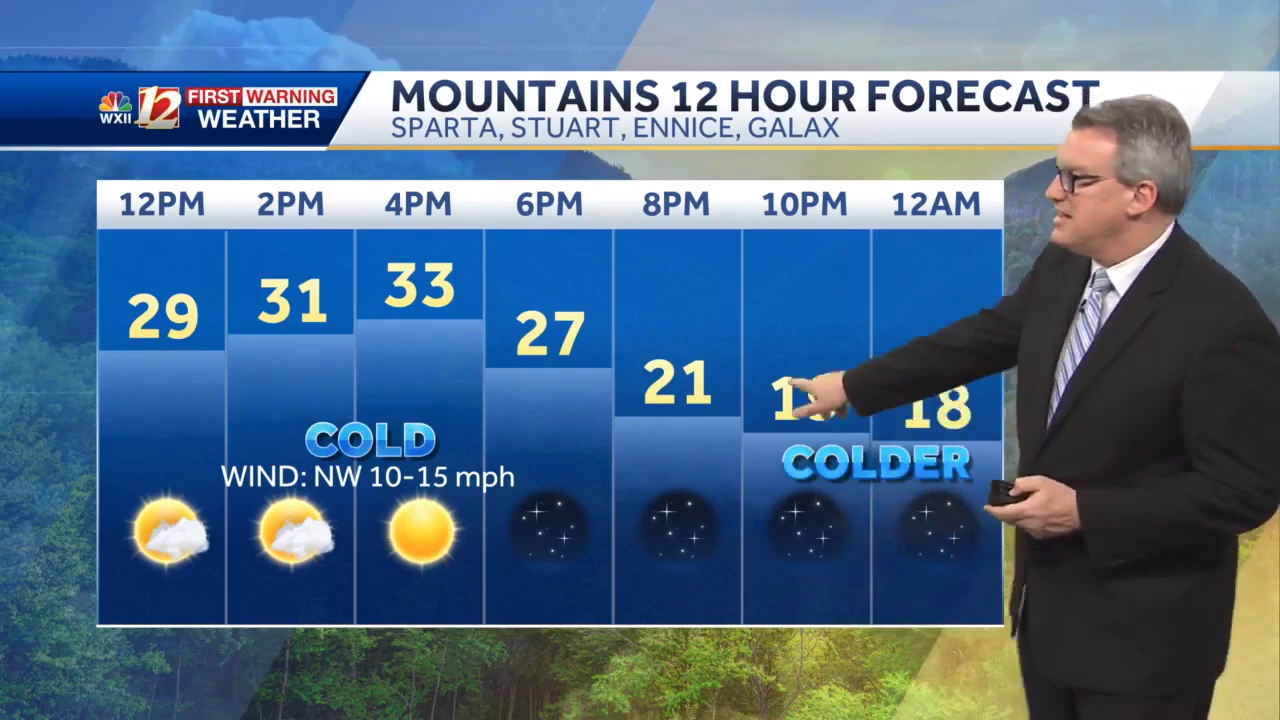 WXII 12 FIRST WARNING WEATHER
MOUNTAINS 12 HOUR FORECAST
SPARTA, STUART, ENNICE, GALAX
12PM 2PM 4PM 6PM 8PM 10PM 12AM
29 31 33 27 21 18
COLD
WIND: NW 10-15 mph
COLDER